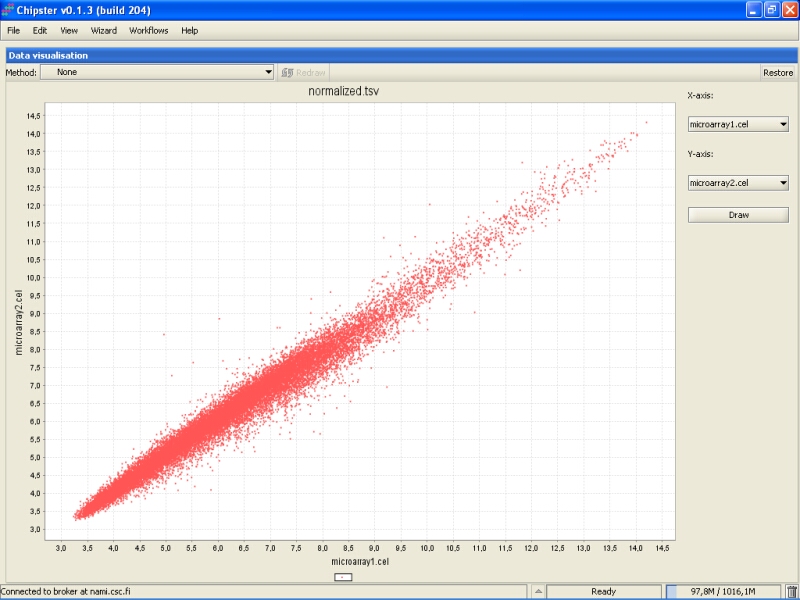 Chipster v0.1.3 (build 204)
File Edit View Wizard Workflows Help
Data visualisation
Method: None Redraw Restore
normalized.tsv
X-axis:
microarray1.cel
Y-axis:
microarray2.cel
Draw
14,5
14,0
13,5
13,0
12,5
12,0
11,5
11,0
10,5
10,0
9,5
9,0
8,5
8,0
7,5
7,0
6,5
6,0
5,5
5,0
4,5
4,0
3,5
3,0
microarray2.cel
3,0 3,5 4,0 4,5 5,0 5,5 6,0 6,5 7,0 7,5 8,0 8,5 9,0 9,5 10,0 10,5 11,0 11,5 12,0 12,5 13,0 13,5 14,0 14,5
microarray1.cel
Connected to broker at nami.csc.fi Ready 97,8M / 1016,1M